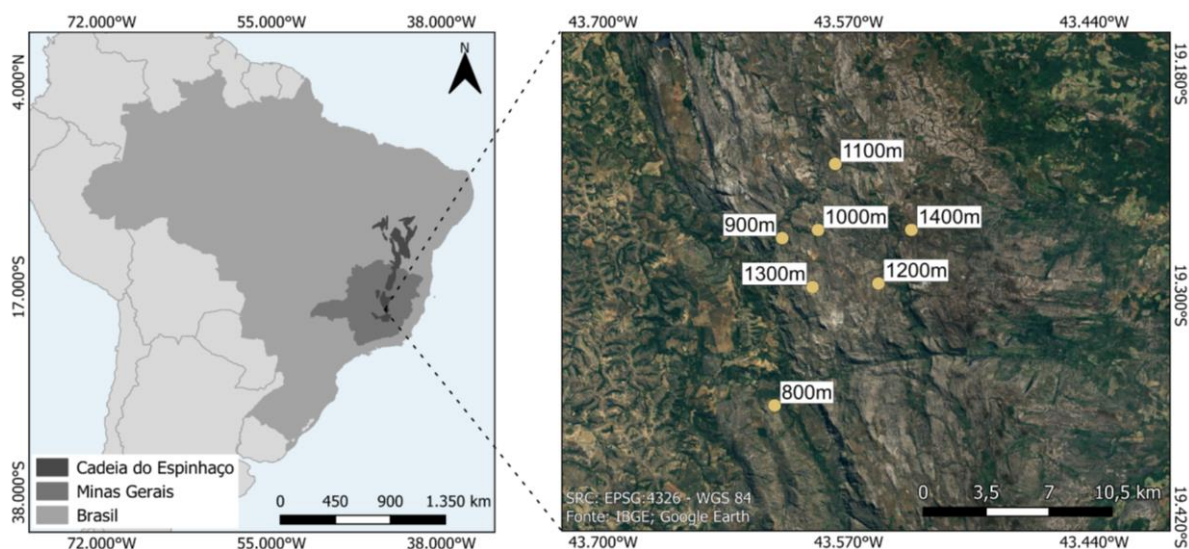 72.000°W 55.000°W 38.000°W
4.000°N
17.000°S
38.000°S
N
Cadeia do Espinhaço
Minas Gerais
Brasil
0 450 900 1.350 km
72.000°W 55.000°W 38.000°W
43.700°W 43.570°W 43.440°W
19.180°S
19.300°S
19.420°S
1100m
900m
1000m
1400m
1300m
1200m
800m
SRC: EPSG:4326 - WGS 84
Fonte: IBGE; Google Earth
0 3,5 7 10,5 km
43.700°W 43.570°W 43.440°W